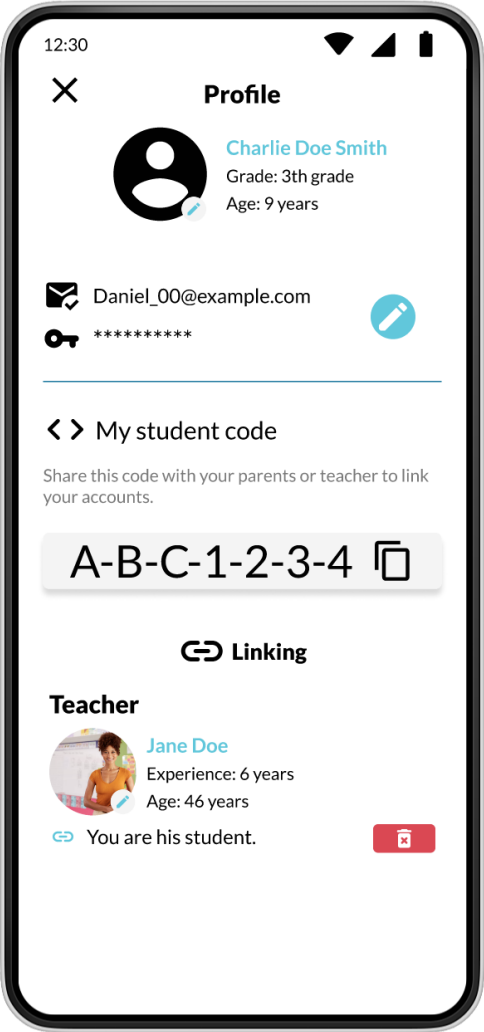 12:30
Profile
Charlie Doe Smith
Grade: 3th grade
Age: 9 years
Daniel_00@example.com
**********
My student code
Share this code with your parents or teacher to link
your accounts.
A-B-C-1-2-3-4
Linking
Teacher
Jane Doe
Experience: 6 years
Age: 46 years
You are his student.